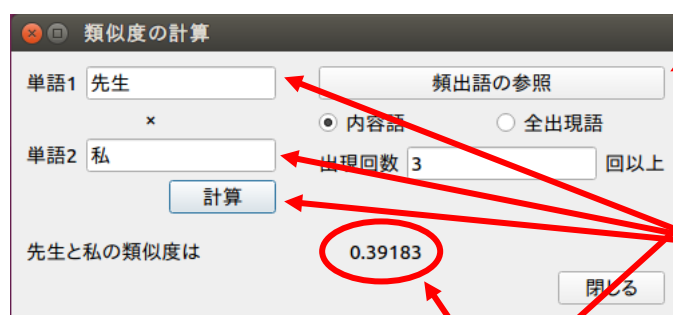 類似度の計算
単語1 先生 頻出語の参照
× 内容語 全出現語
単語2 私 出現回数 3 回以上
計算
先生と私の類似度は 0.39183
閉じる